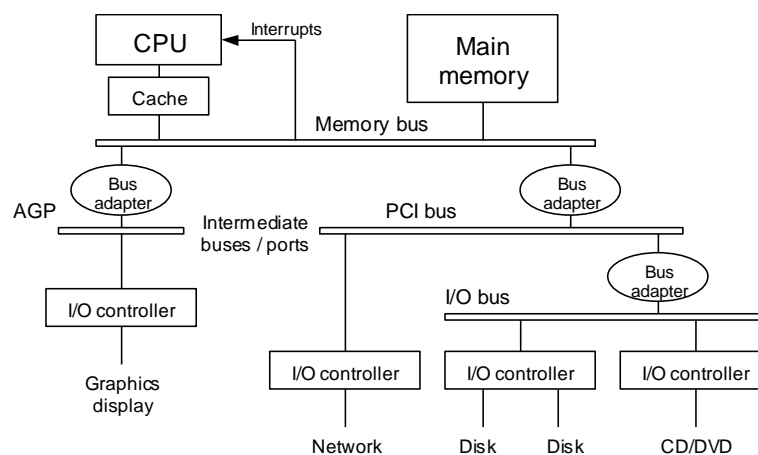 CPU
Interrupts
Main
memory
Cache
Memory bus
Bus
adapter
Bus
adapter
AGP
Intermediate
buses / ports
PCI bus
Bus
adapter
I/O bus
I/O controller
I/O controller
I/O controller
I/O controller
Graphics
display
Network
Disk
Disk
CD/DVD